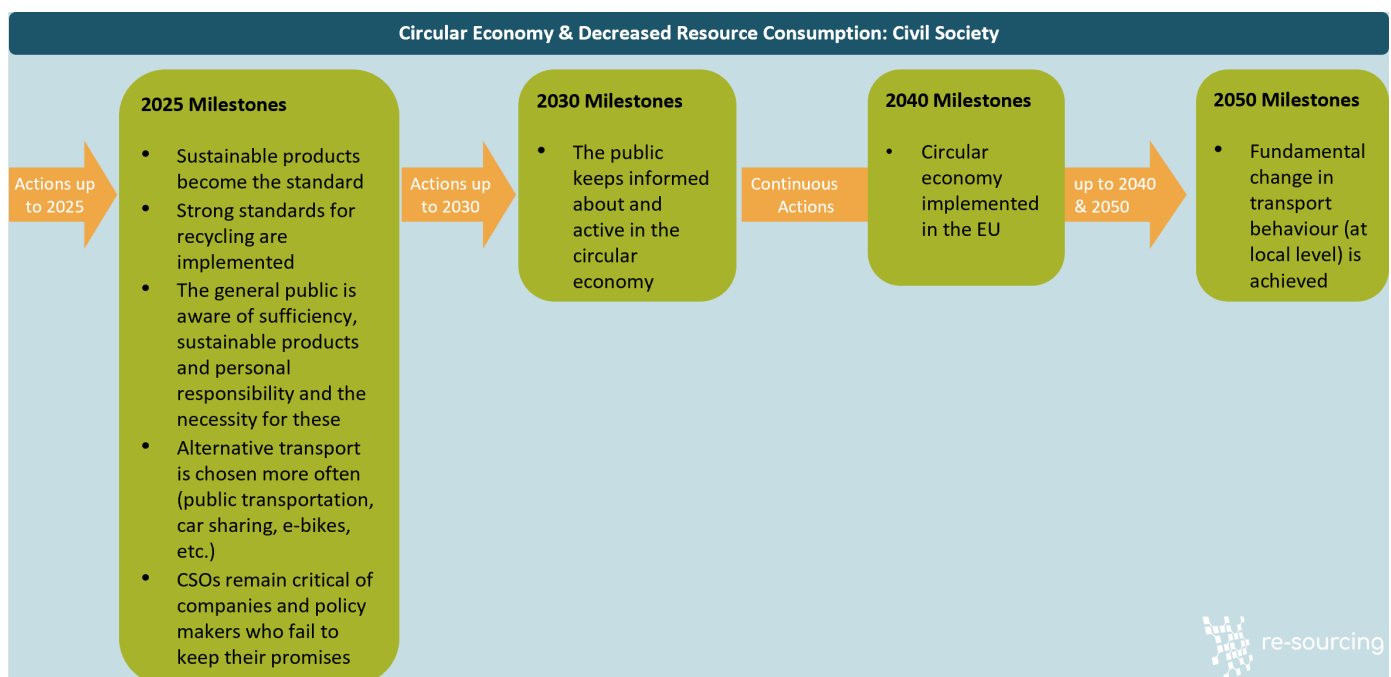 Circular Economy & Decreased Resource Consumption: Civil Society
Actions up
to 2025
2025 Milestones
• Sustainable products
become the standard
• Strong standards for
recycling are
implemented
• The general public is
aware of sufficiency,
sustainable products
and personal
responsibility and the
necessity for these
• Alternative transport
is chosen more often
(public transportation,
car sharing, e-bikes,
etc.)
• CSOs remain critical of
companies and policy
makers who fail to
keep their promises
Actions up
to 2030
2030 Milestones
• The public
keeps informed
about and
active in the
circular
economy
Continuous
Actions
2040 Milestones
• Circular
economy
implemented
in the EU
up to 2040
& 2050
2050 Milestones
• Fundamental
change in
transport
behaviour (at
local level) is
achieved
re-sourcing